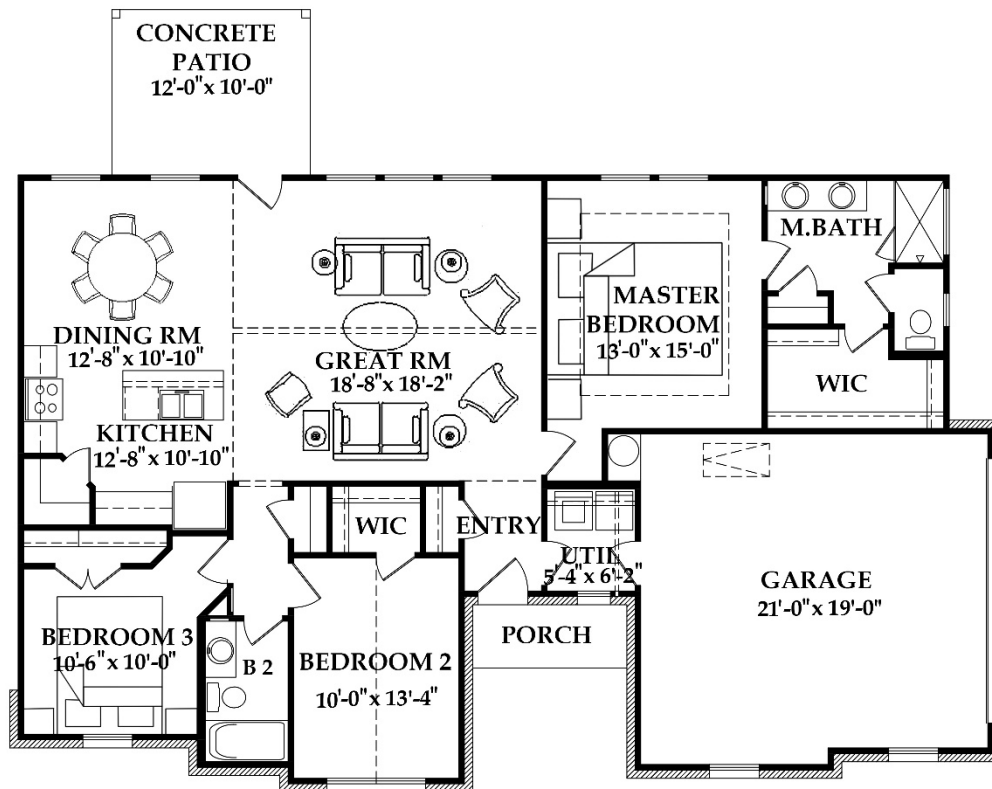 CONCRETE
PATIO
12'-0" x 10'-0"
M.BATH
MASTER
BEDROOM
13'-0" x 15'-0"
DINING RM
12'-8" x 10'-10"
GREAT RM
18'-8" x 18'-2"
WIC
KITCHEN
12'-8" x 10'-10"
WIC
ENTRY
UTIL
5'-4" x 6'-2"
GARAGE
21'-0" x 19'-0"
BEDROOM 3
10'-6" x 10'-0"
B 2
BEDROOM 2
10'-0" x 13'-4"
PORCH